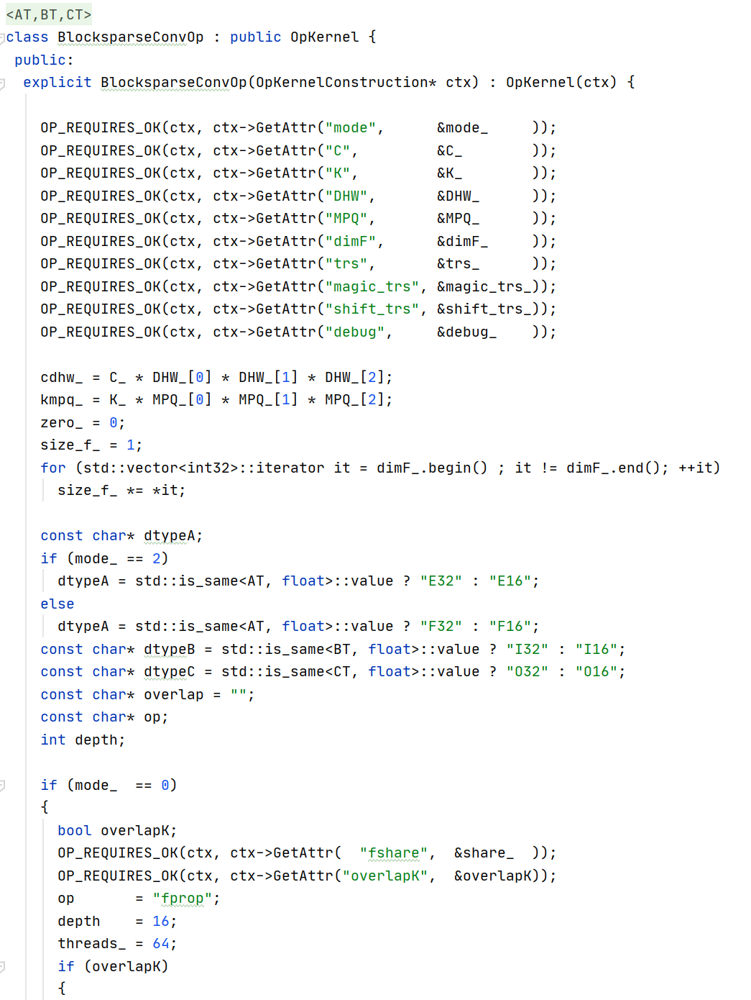 <AT,BT,CT>
class BlocksparseConvOp : public OpKernel {
 public:
  explicit BlocksparseConvOp(OpKernelConstruction* ctx) : OpKernel(ctx) {

    OP_REQUIRES_OK(ctx, ctx->GetAttr("mode",      &mode_     ));
    OP_REQUIRES_OK(ctx, ctx->GetAttr("C",         &C_        ));
    OP_REQUIRES_OK(ctx, ctx->GetAttr("K",         &K_        ));
    OP_REQUIRES_OK(ctx, ctx->GetAttr("DHW",       &DHW_      ));
    OP_REQUIRES_OK(ctx, ctx->GetAttr("MPQ",       &MPQ_      ));
    OP_REQUIRES_OK(ctx, ctx->GetAttr("dimF",      &dimF_     ));
    OP_REQUIRES_OK(ctx, ctx->GetAttr("trs",       &trs_      ));
    OP_REQUIRES_OK(ctx, ctx->GetAttr("magic_trs", &magic_trs_));
    OP_REQUIRES_OK(ctx, ctx->GetAttr("shift_trs", &shift_trs_));
    OP_REQUIRES_OK(ctx, ctx->GetAttr("debug",      &debug_    ));

    cdhw_ = C_ * DHW_[0] * DHW_[1] * DHW_[2];
    kmpq_ = K_ * MPQ_[0] * MPQ_[1] * MPQ_[2];
    zero_ = 0;
    size_f_ = 1;
    for (std::vector<int32>::iterator it = dimF_.begin() ; it != dimF_.end(); ++it)
      size_f_ *= *it;

    const char* dtypeA;
    if (mode_ == 2)
      dtypeA = std::is_same<AT, float>::value ? "E32" : "E16";
    else
      dtypeA = std::is_same<AT, float>::value ? "F32" : "F16";
    const char* dtypeB = std::is_same<BT, float>::value ? "I32" : "I16";
    const char* dtypeC = std::is_same<CT, float>::value ? "O32" : "O16";
    const char* overlap = "";
    const char* op;
    int depth;

    if (mode_  == 0)
    {
      bool overlapK;
      OP_REQUIRES_OK(ctx, ctx->GetAttr(  "fshare",  &share_  ));
      OP_REQUIRES_OK(ctx, ctx->GetAttr("overlapK",  &overlapK));
      op       = "fprop";
      depth    = 16;
      threads_ = 64;
      if (overlapK)
      {